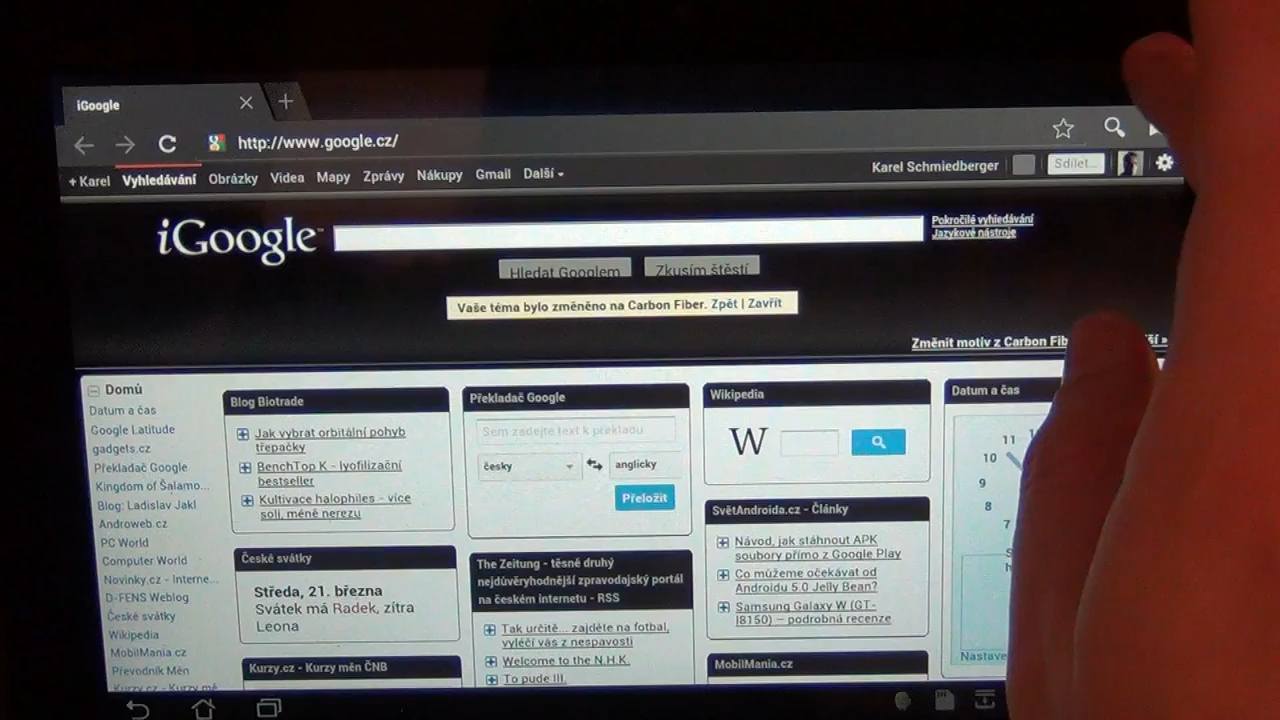 iGoogle
http://www.google.cz/
+ Karel Vyhledávání Obrázky Videa Mapy Zprávy Nákupy Gmail Další
Karel Schmiedberger Sdílet...
iGoogle™
Pokročilé vyhledávání
Jazykové nástroje
Hledat Googlem Zkusím štěstí
Vaše téma bylo změněno na Carbon Fiber. Zpět | Zavřít
Změnit motiv z Carbon
Domů
Datum a čas
Google Latitude
gadgets.cz
Překladač Google
Kingdom of Šalamo...
Blog: Ladislav Jakl
Androweb.cz
PC World
Computer World
Novinky.cz - Interne...
D-FENS Weblog
České svátky
Wikipedia
MobilMania.cz
Převodník Měn
Kurzy.cz - Kurzy mě
Blog Biotrade
Jak vybrat orbitální pohyb
třepačky
BenchTop K - lyofilizační
bestseller
Kultivace halophiles - více
soli, méně nerezu
České svátky
Středa, 21. března
Svátek má Radek, zítra
Leona
Kurzy.cz - Kurzy měn ČNB
Překladač Google
Sem zadejte text k překladu
česky anglicky
Přeložit
The Zeitung - těsně druhý
nejdůvěryhodnější zpravodajský portál
na českém internetu - RSS
Tak určitě... zajděte na fotbal,
vyléčí vás z nespavosti
Welcome to the N.H.K.
To pude III.
Wikipedia
W
SvětAndroida.cz - Články
Návod, jak stáhnout APK
soubory přímo z Google Play
Co můžeme očekávat od
Androidu 5.0 Jelly Bean?
Samsung Galaxy W (GT-
I8150) – podrobná recenze
MobilMania.cz
Datum a čas
11
10
9
8
7
Nastave